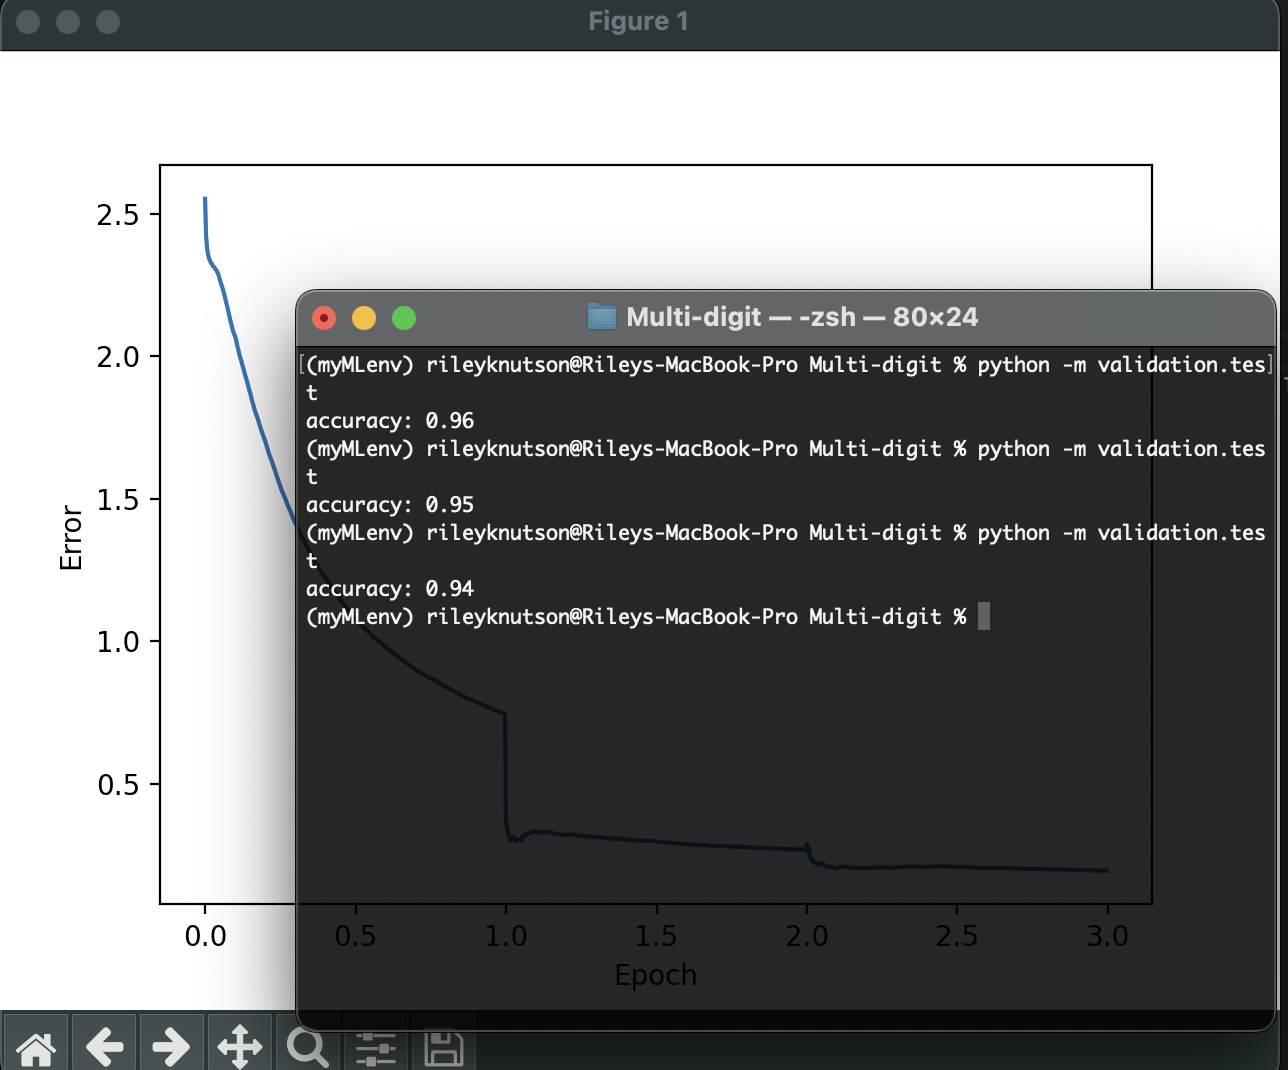 Figure 1
2.5
2.0
1.5
1.0
0.5
Error
Multi-digit — -zsh — 80×24
[(myMLenv) rileyknutson@Rileys-MacBook-Pro Multi-digit % python -m validation.tes]
t
accuracy: 0.96
(myMLenv) rileyknutson@Rileys-MacBook-Pro Multi-digit % python -m validation.tes
t
accuracy: 0.95
(myMLenv) rileyknutson@Rileys-MacBook-Pro Multi-digit % python -m validation.tes
t
accuracy: 0.94
(myMLenv) rileyknutson@Rileys-MacBook-Pro Multi-digit %
0.0 0.5 1.0 1.5 2.0 2.5 3.0
Epoch